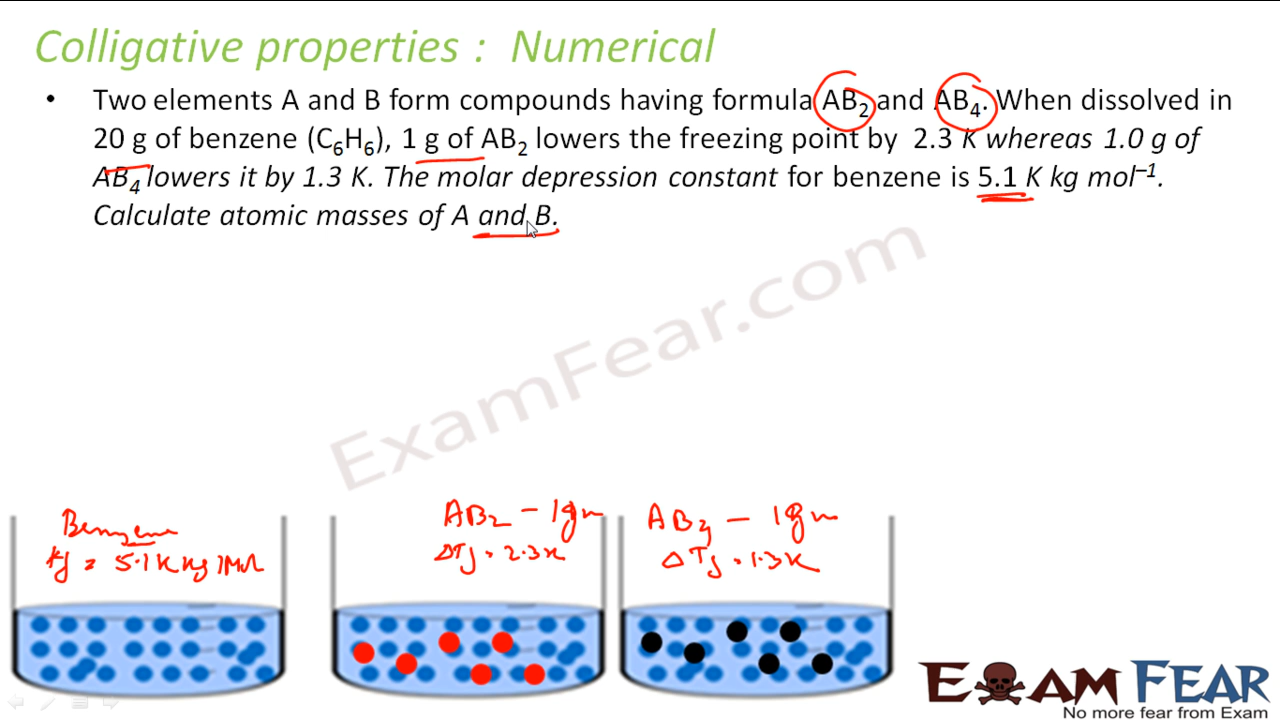 Colligative properties : Numerical
• Two elements A and B form compounds having formula AB₂ and AB₄. When dissolved in
20 g of benzene (C₆H₆), 1 g of AB₂ lowers the freezing point by 2.3 K whereas 1.0 g of
AB₄ lowers it by 1.3 K. The molar depression constant for benzene is 5.1 K kg mol⁻¹.
Calculate atomic masses of A and B.
ExamFear.com
Benzene
Kf = 5.1 K Kg / Mol
AB₂ - 1gm
ΔTf = 2.3K
AB₄ - 1gm
ΔTf = 1.3K
EXAM FEAR
No more fear from Exam